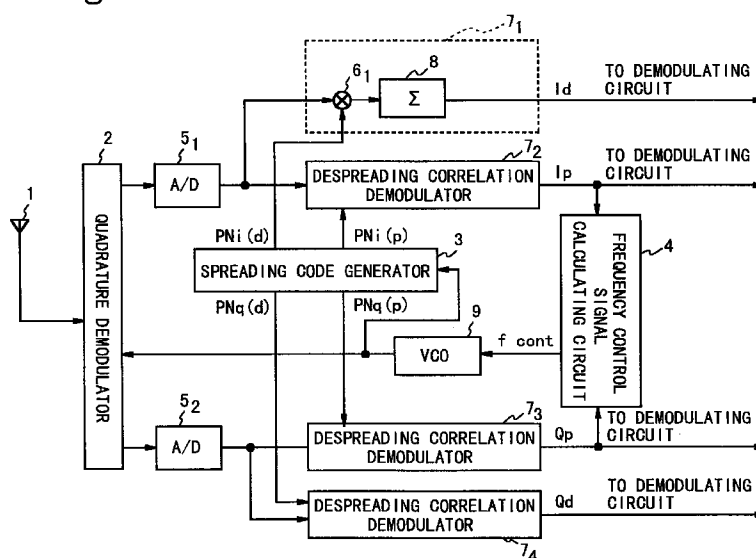 7₁
6₁
8
Σ
Id
TO DEMODULATING
CIRCUIT
2
5₁
A/D
7₂
DESPREADING CORRELATION
DEMODULATOR
Ip
TO DEMODULATING
CIRCUIT
1
QUADRATURE DEMODULATOR
PNi(d)
PNi(p)
3
SPREADING CODE GENERATOR
PNq(d)
PNq(p)
4
FREQUENCY CONTROL
SIGNAL
CALCULATING CIRCUIT
9
VCO
f cont
5₂
A/D
7₃
DESPREADING CORRELATION
DEMODULATOR
Qp
TO DEMODULATING
CIRCUIT
DESPREADING CORRELATION
DEMODULATOR
7₄
Qd
TO DEMODULATING
CIRCUIT